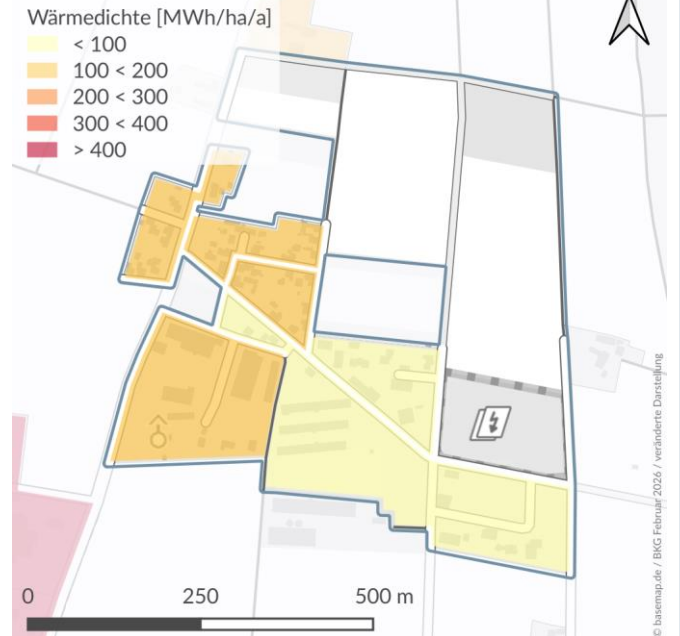 Wärmedichte [MWh/ha/a]
< 100
100 < 200
200 < 300
300 < 400
> 400
0 250 500 m
© basemap.de / BKG Februar 2026 / veränderte Darstellung